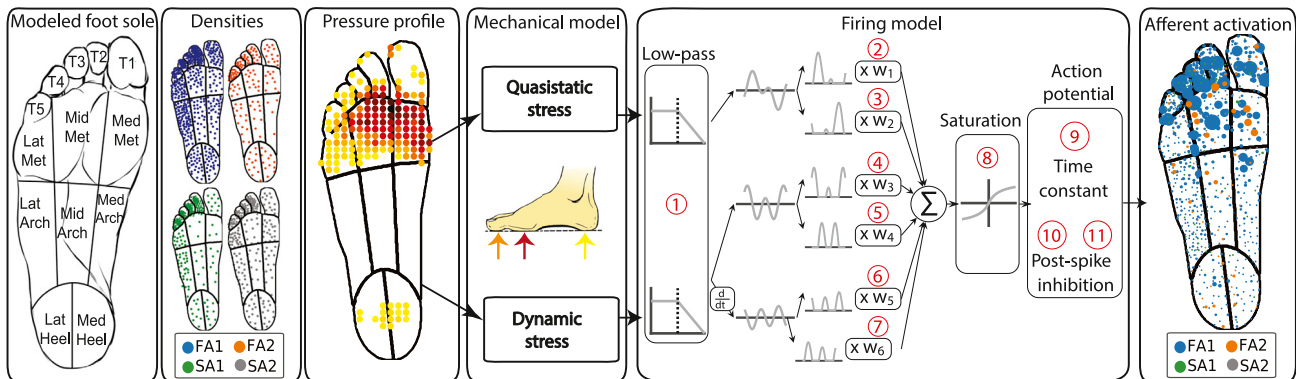 Modeled foot sole
T1
T2
T3
T4
T5
Lat
Met
Mid
Met
Med
Met
Lat
Arch
Mid
Arch
Med
Arch
Lat
Heel
Med
Heel
Densities
FA1
FA2
SA1
SA2
Pressure profile
Mechanical model
Quasistatic
stress
Dynamic
stress
Firing model
Low-pass
1
d
dt
2
x w1
3
x w2
4
x w3
5
x w4
6
x w5
7
x w6
Σ
Saturation
8
Action
potential
9
Time
constant
10
11
Post-spike
inhibition
Afferent activation
FA1
FA2
SA1
SA2